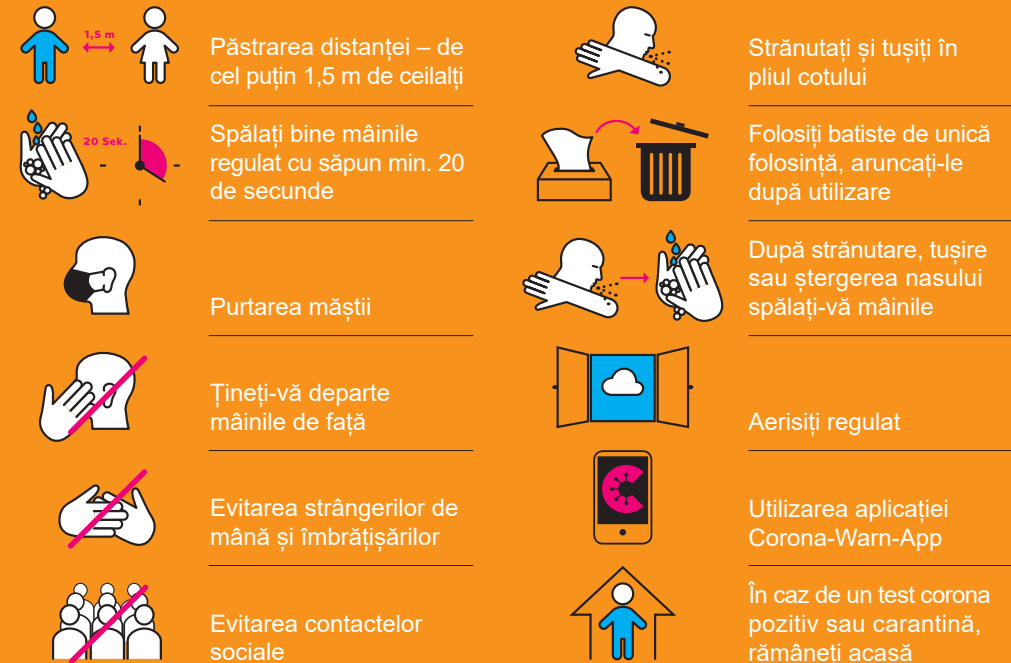 1,5 m
Păstrarea distanței – de
cel puțin 1,5 m de ceilalți
20 Sek.
Spălați bine mâinile
regulat cu săpun min. 20
de secunde
Purtarea măștii
Țineți-vă departe
mâinile de față
Evitarea strângerilor de
mână și îmbrățișărilor
Evitarea contactelor
sociale
Strănutați și tușiți în
pliul cotului
Folosiți batiste de unică
folosință, aruncați-le
după utilizare
După strănutare, tușire
sau ștergerea nasului
spălați-vă mâinile
Aerisiți regulat
Utilizarea aplicației
Corona-Warn-App
În caz de un test corona
pozitiv sau carantină,
rămâneți acasă